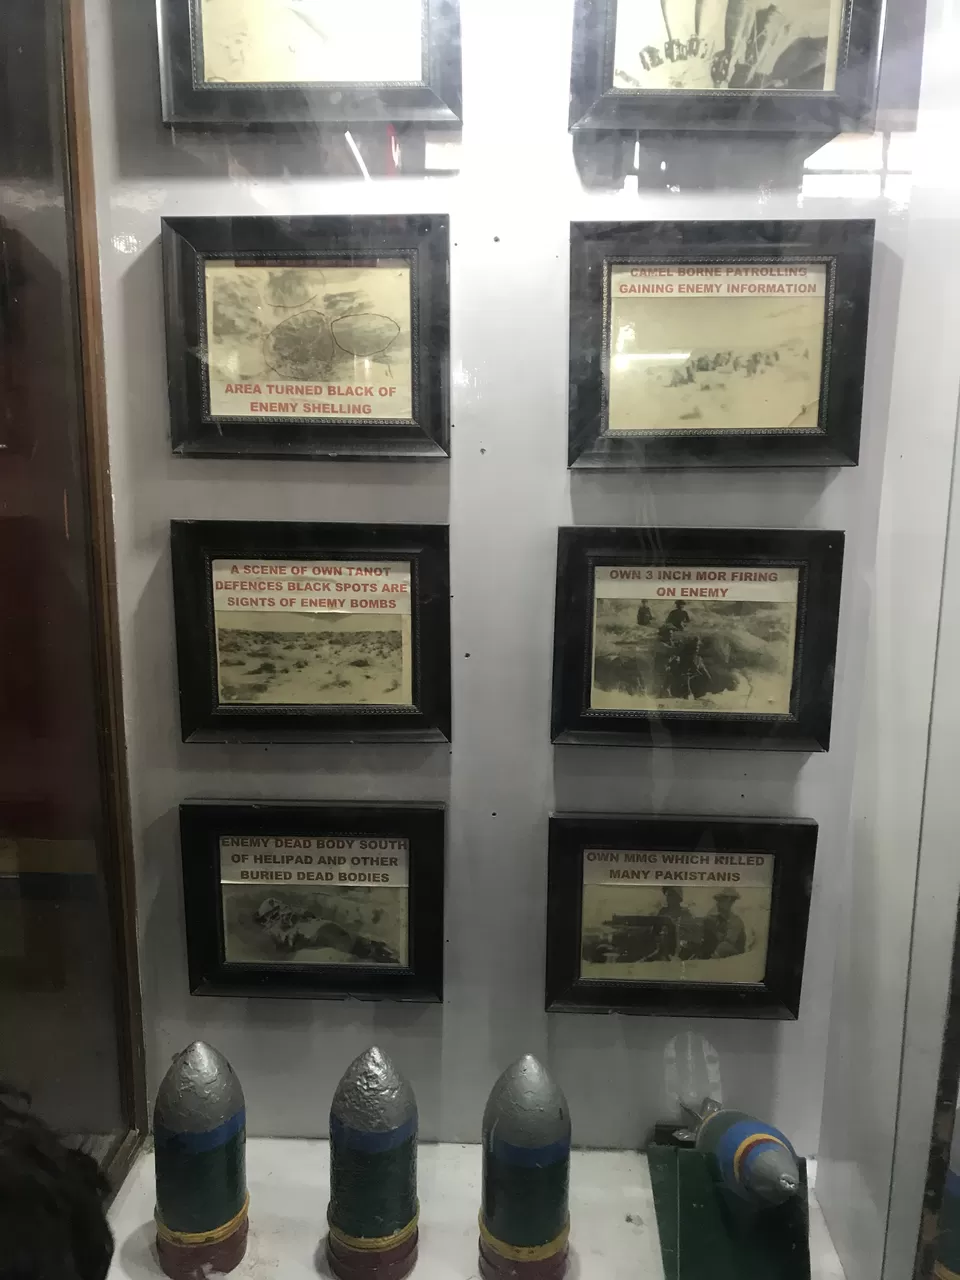 AREA TURNED BLACK OF
ENEMY SHELLING
CAMEL BORNE PATROLLINS
GAINING ENEMY INFORMATION
A SCENE OF OWN TANOT
DEFENCES BLACK SPOTS ARE
SIGNTS OF ENEMY BOMBS
OWN 3 INCH MOR FIRING
ON ENEMY
ENEMY DEAD BODY SOUTH
OF HELIPAD AND OTHER
BURIED DEAD BODIES
OWN MMG WHICH KILLED
MANY PAKISTANIS